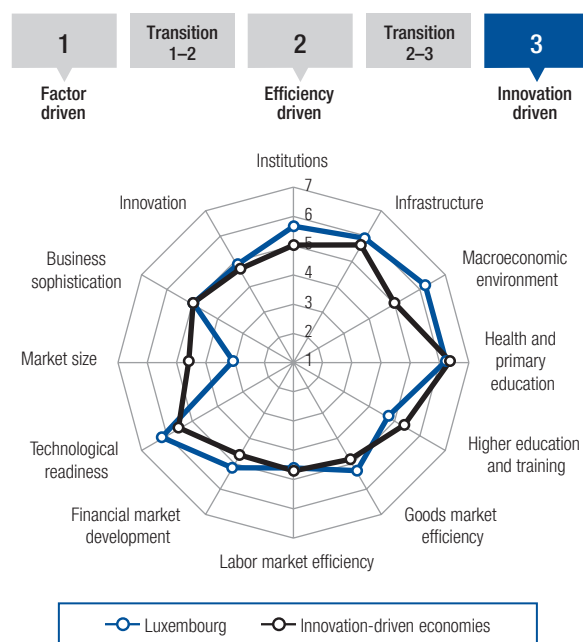 1
Transition
1–2
2
Transition
2–3
3
Factor
driven
Efficiency
driven
Innovation
driven
Institutions
7
6
5
4
3
2
1
Infrastructure
Macroeconomic
environment
Health and
primary
education
Higher education
and training
Goods market
efficiency
Labor market efficiency
Financial market
development
Technological
readiness
Market size
Business
sophistication
Innovation
Luxembourg
Innovation-driven economies